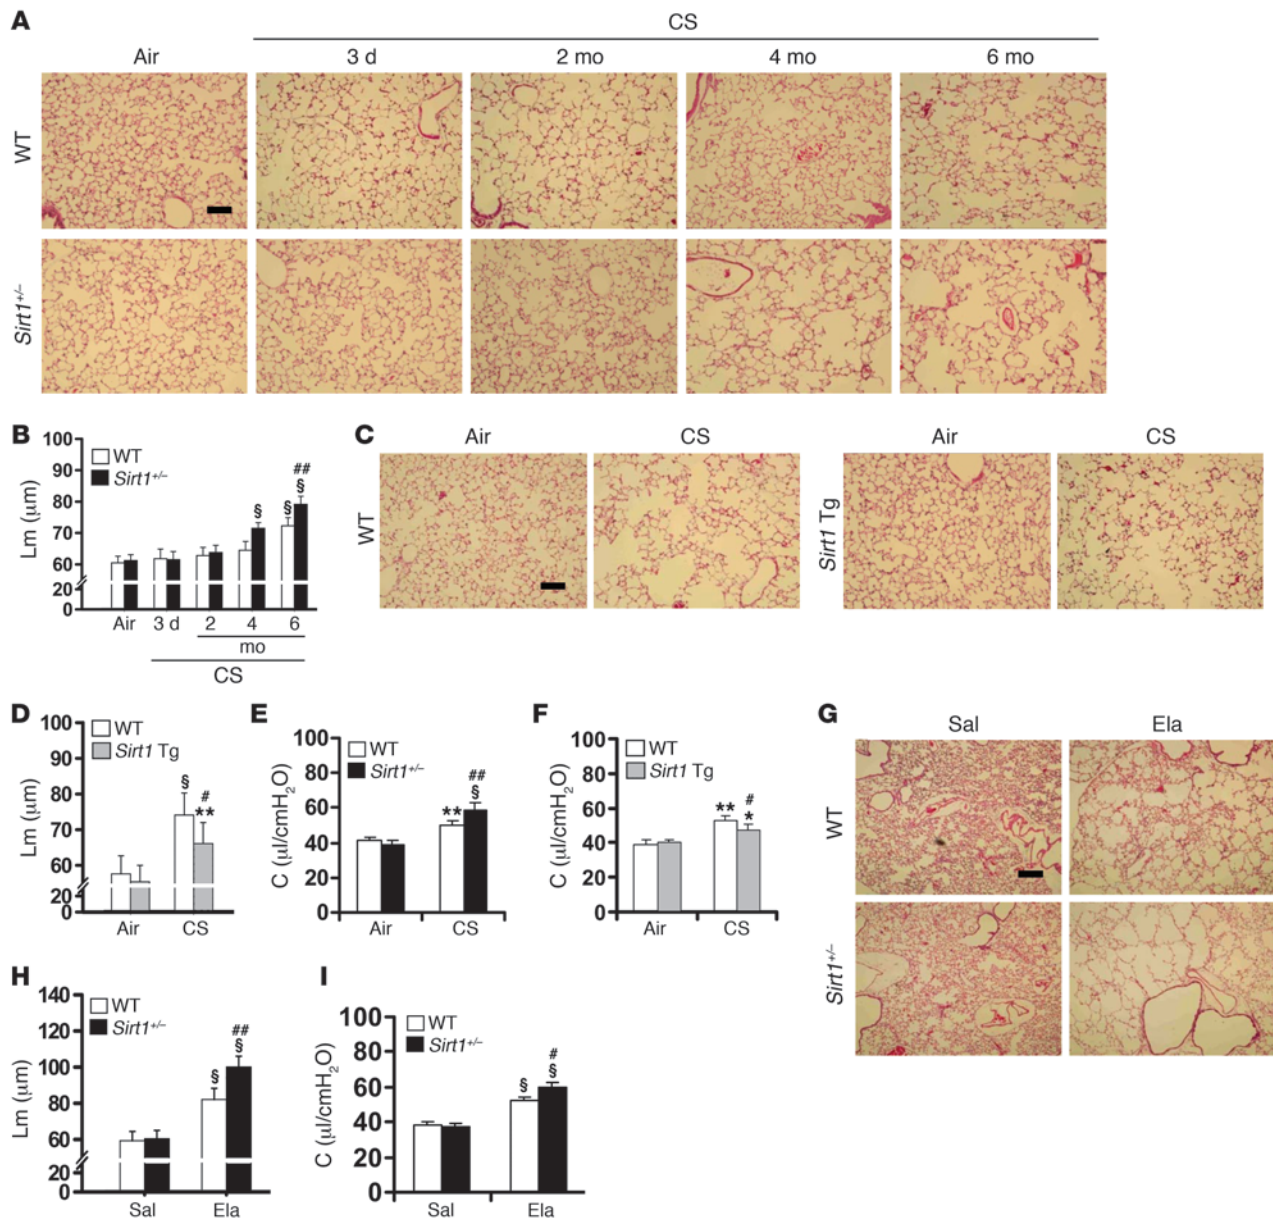 A
CS
Air 3 d 2 mo 4 mo 6 mo
WT
Sirt1+/–
B
100
90
80
70
60
20
0
Lm (μm)
WT
Sirt1+/–
§ § § ##
Air 3 d 2 4 6
mo
CS
C
Air CS Air CS
WT
Sirt1 Tg
D
100
90
80
70
60
20
0
Lm (μm)
WT
Sirt1 Tg
§ # **
Air CS
E
100
80
60
40
20
0
C (μl/cmH2O)
WT
Sirt1+/–
** ## §
Air CS
F
100
80
60
40
20
0
C (μl/cmH2O)
WT
Sirt1 Tg
** # *
Air CS
G
Sal Ela
WT
Sirt1+/–
H
140
120
100
80
60
20
0
Lm (μm)
WT
Sirt1+/–
§ ## §
Sal Ela
I
100
80
60
40
20
0
C (μl/cmH2O)
WT
Sirt1+/–
§ # §
Sal Ela